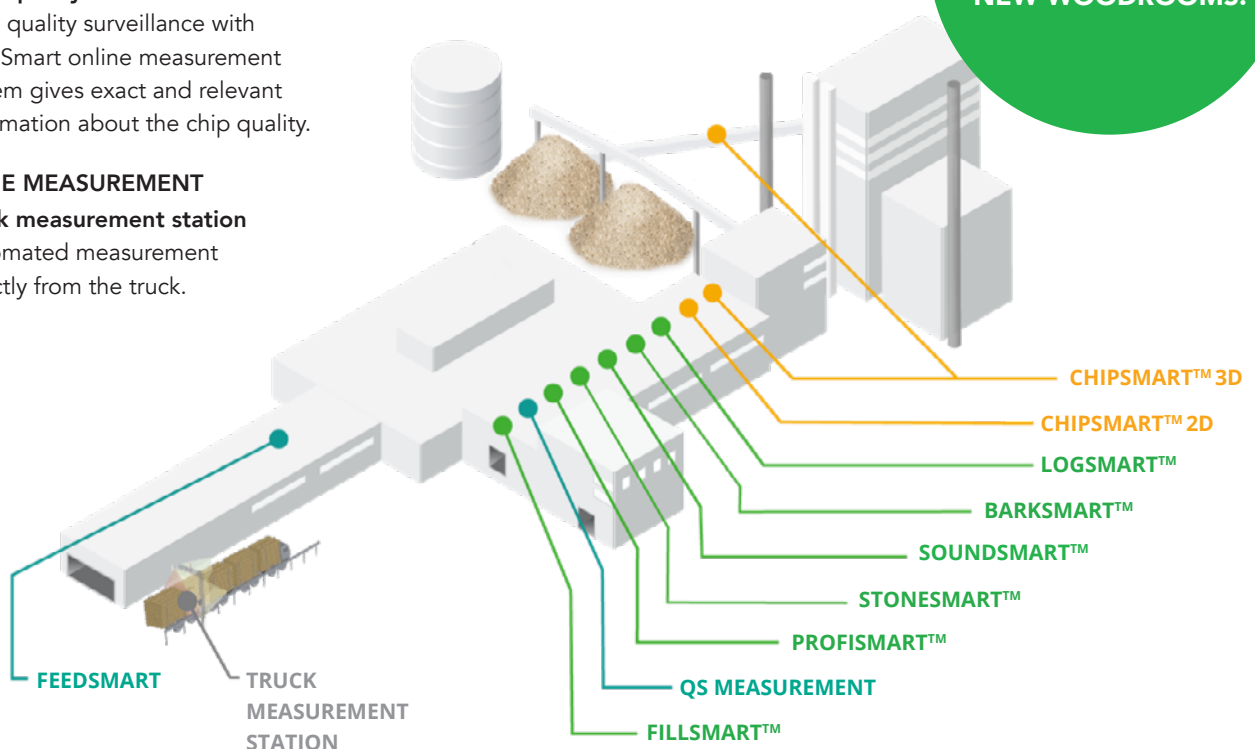 quality surveillance with
Smart online measurement
em gives exact and relevant
mation about the chip quality.
E MEASUREMENT
k measurement station
omated measurement
ctly from the truck.
NEW WOODROOMS.
CHIPSMART™ 3D
CHIPSMART™ 2D
LOGSMART™
BARKSMART™
SOUNDSMART™
STONESMART™
PROFISMART™
QS MEASUREMENT
FILLSMART™
FEEDSMART
TRUCK
MEASUREMENT
STATION